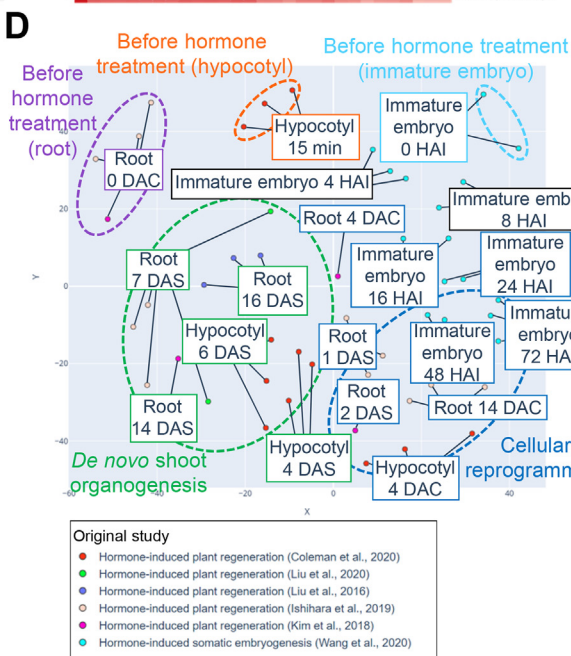 D
Before hormone
treatment (hypocotyl)
Before hormone treatment
(immature embryo)
Before
hormone
treatment
(root)
Hypocotyl
15 min
Immature
embryo
0 HAI
Root
0 DAC
Immature embryo 4 HAI
Immature emb
8 HAI
Root 4 DAC
Root
7 DAS
Root
16 DAS
Immature
embryo
16 HAI
Immature
embryo
24 HAI
Hypocotyl
6 DAS
Root
1 DAS
Immature
embryo
48 HAI
Immatu
embry
72 HA
Root
14 DAS
Root
2 DAS
Root 14 DAC
Hypocotyl
4 DAS
Hypocotyl
4 DAC
De novo shoot
organogenesis
Cellular
reprogramm
40
20
0
−20
−40
Y
−60
−40
−20
0
20
40
X
Original study
Hormone-induced plant regeneration (Coleman et al., 2020)
Hormone-induced plant regeneration (Liu et al., 2020)
Hormone-induced plant regeneration (Liu et al., 2016)
Hormone-induced plant regeneration (Ishihara et al., 2019)
Hormone-induced plant regeneration (Kim et al., 2018)
Hormone-induced somatic embryogenesis (Wang et al., 2020)